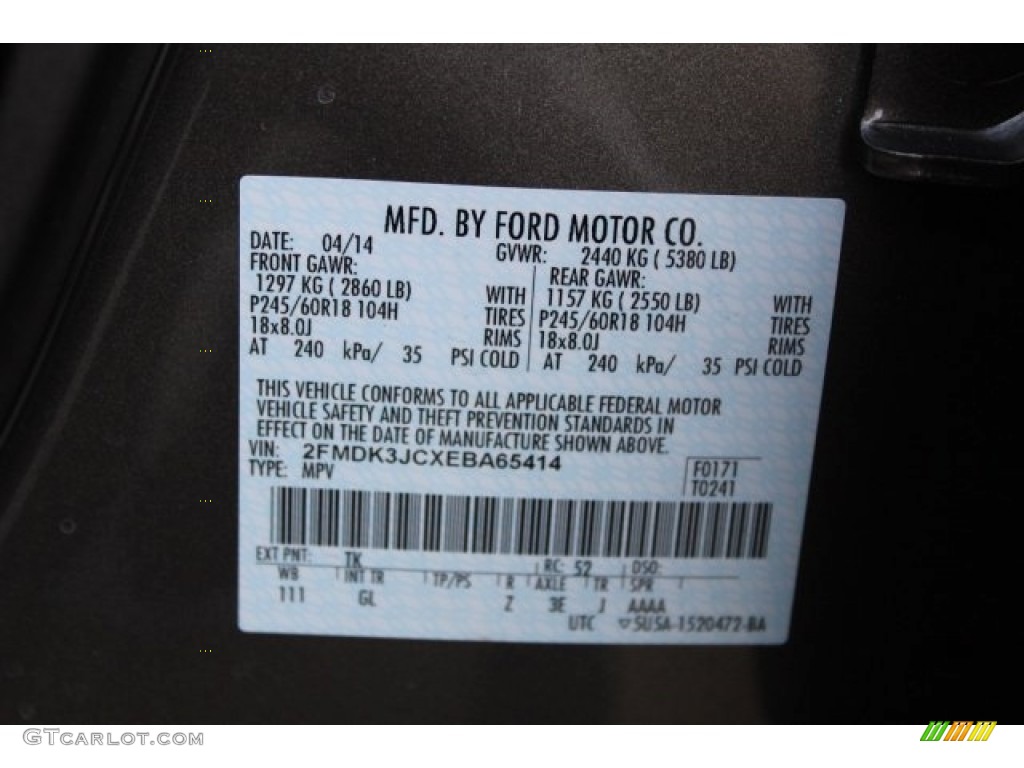 MFD. BY FORD MOTOR CO.
DATE: 04/14 GVWR: 2440 KG ( 5380 LB)
FRONT GAWR: REAR GAWR:
1297 KG ( 2860 LB) WITH 1157 KG ( 2550 LB) WITH
P245/60R18 104H TIRES P245/60R18 104H TIRES
18x8.0J RIMS 18x8.0J RIMS
AT 240 kPa/ 35 PSI COLD AT 240 kPa/ 35 PSI COLD
THIS VEHICLE CONFORMS TO ALL APPLICABLE FEDERAL MOTOR
VEHICLE SAFETY AND THEFT PREVENTION STANDARDS IN
EFFECT ON THE DATE OF MANUFACTURE SHOWN ABOVE.
VIN: 2FMDK3JCXEBA65414
TYPE: MPV F0171
T0241
EXT PNT: TK RC: 52 DSO:
WB INT TR TP/PS R AXLE TR SPR
111 GL Z 3E J AAAA
UTC ▽SU5A-1520472-BA
GTCarlot.com